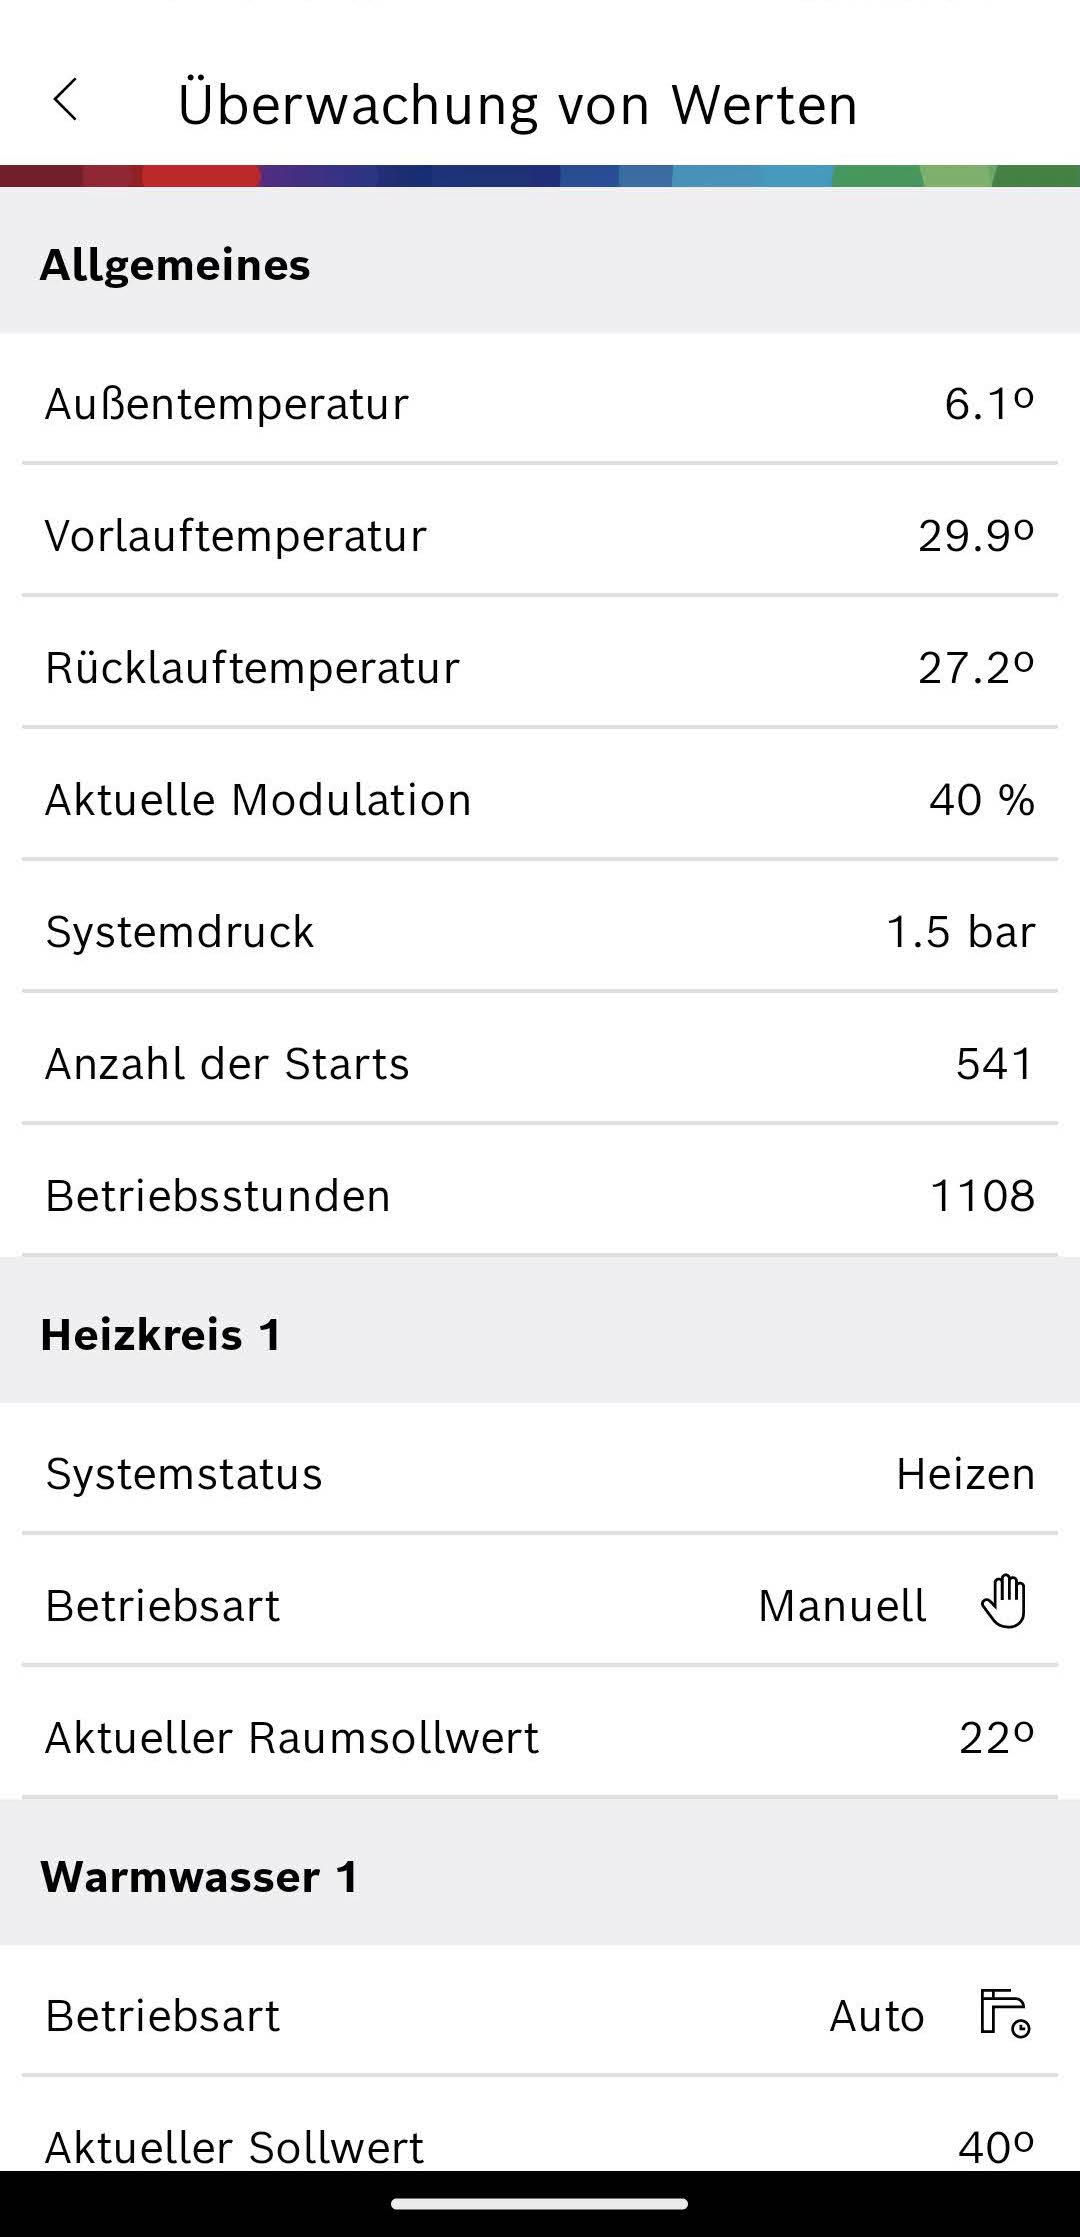 Überwachung von Werten
Allgemeines
Außentemperatur 6.1º
Vorlauftemperatur 29.9º
Rücklauftemperatur 27.2º
Aktuelle Modulation 40 %
Systemdruck 1.5 bar
Anzahl der Starts 541
Betriebsstunden 1108
Heizkreis 1
Systemstatus Heizen
Betriebsart Manuell
Aktueller Raumsollwert 22º
Warmwasser 1
Betriebsart Auto
Aktueller Sollwert 40º